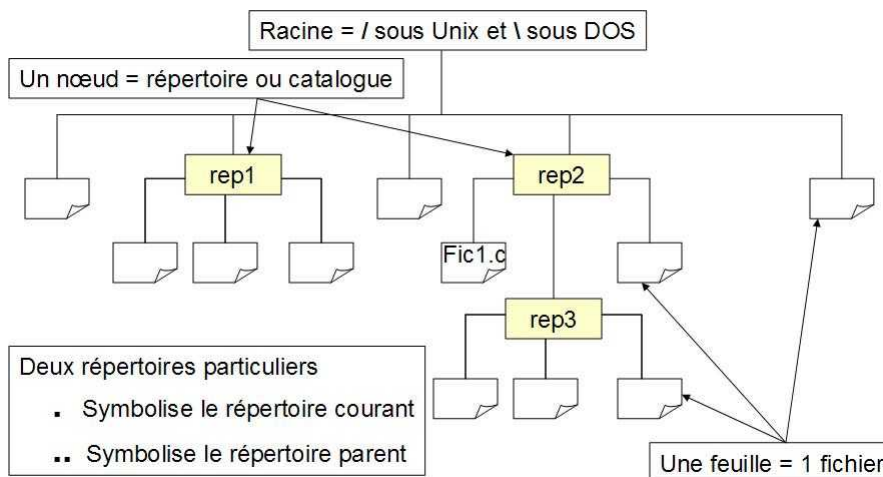 Racine = / sous Unix et \ sous DOS
Un nœud = répertoire ou catalogue
rep1
rep2
Fic1.c
rep3
Deux répertoires particuliers
. Symbolise le répertoire courant
.. Symbolise le répertoire parent
Une feuille = 1 fichier